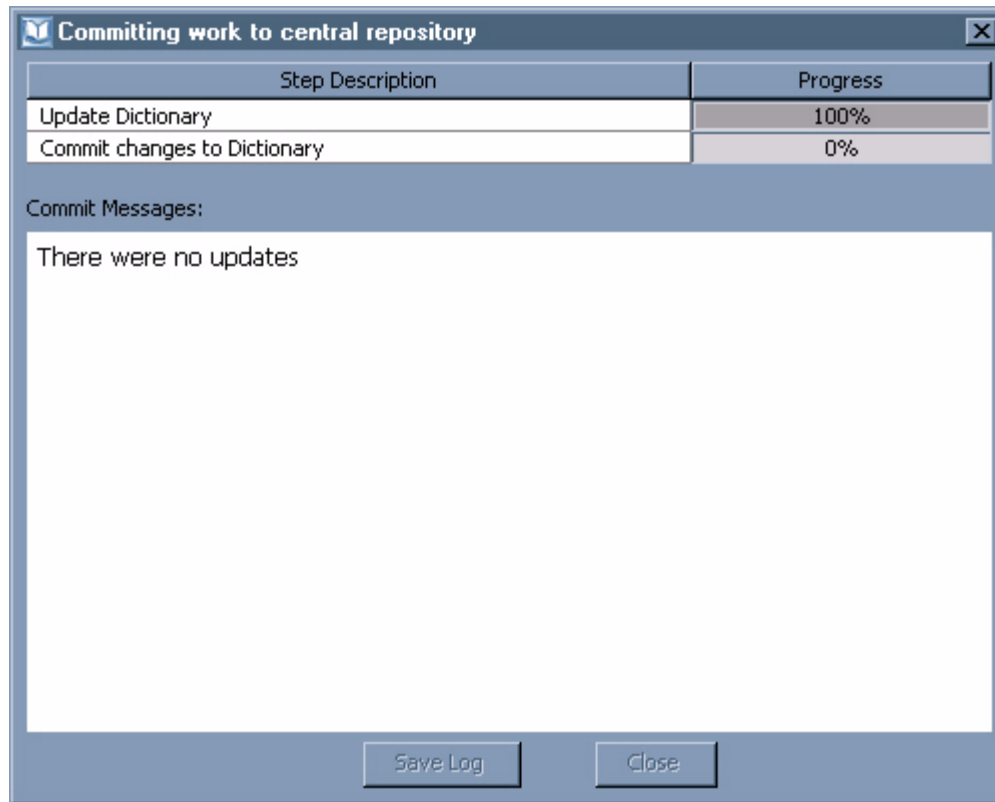 Committing work to central repository
Step Description Progress
Update Dictionary 100%
Commit changes to Dictionary 0%
Commit Messages:
There were no updates
Save Log Close